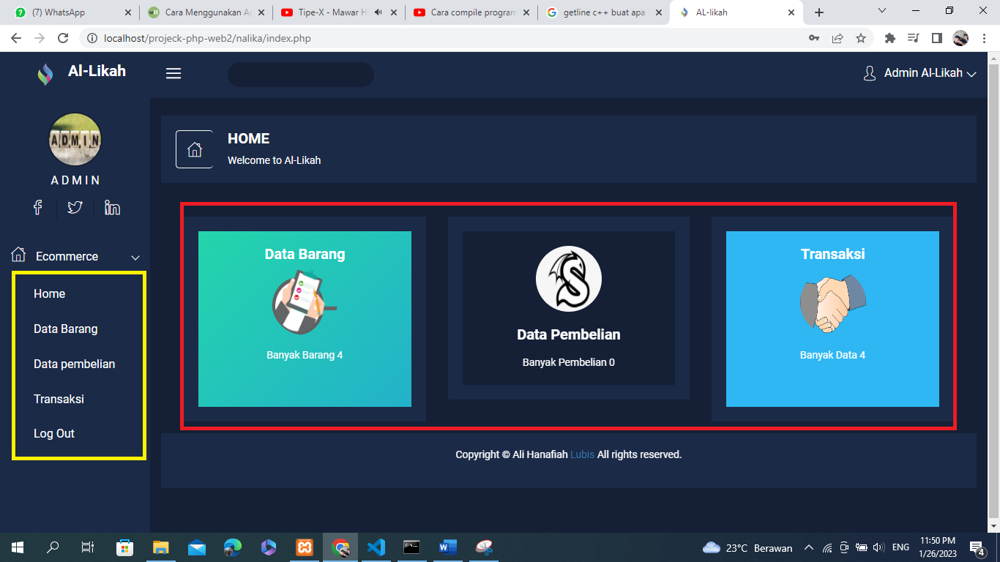 (7) WhatsApp
Cara Menggunakan Ap
Tipe-X - Mawar H
Cara compile program
getline c++ buat apa
AL-likah
localhost/projeck-php-web2/nalika/index.php
Al-Likah
Admin Al-Likah
ADMIN
ADMIN
Ecommerce
Home
Data Barang
Data pembelian
Transaksi
Log Out
HOME
Welcome to Al-Likah
Data Barang
Banyak Barang 4
Data Pembelian
Banyak Pembelian 0
Transaksi
Banyak Data 4
Copyright © Ali Hanafiah Lubis All rights reserved.
23°C Berawan
ENG
11:50 PM
1/26/2023
4